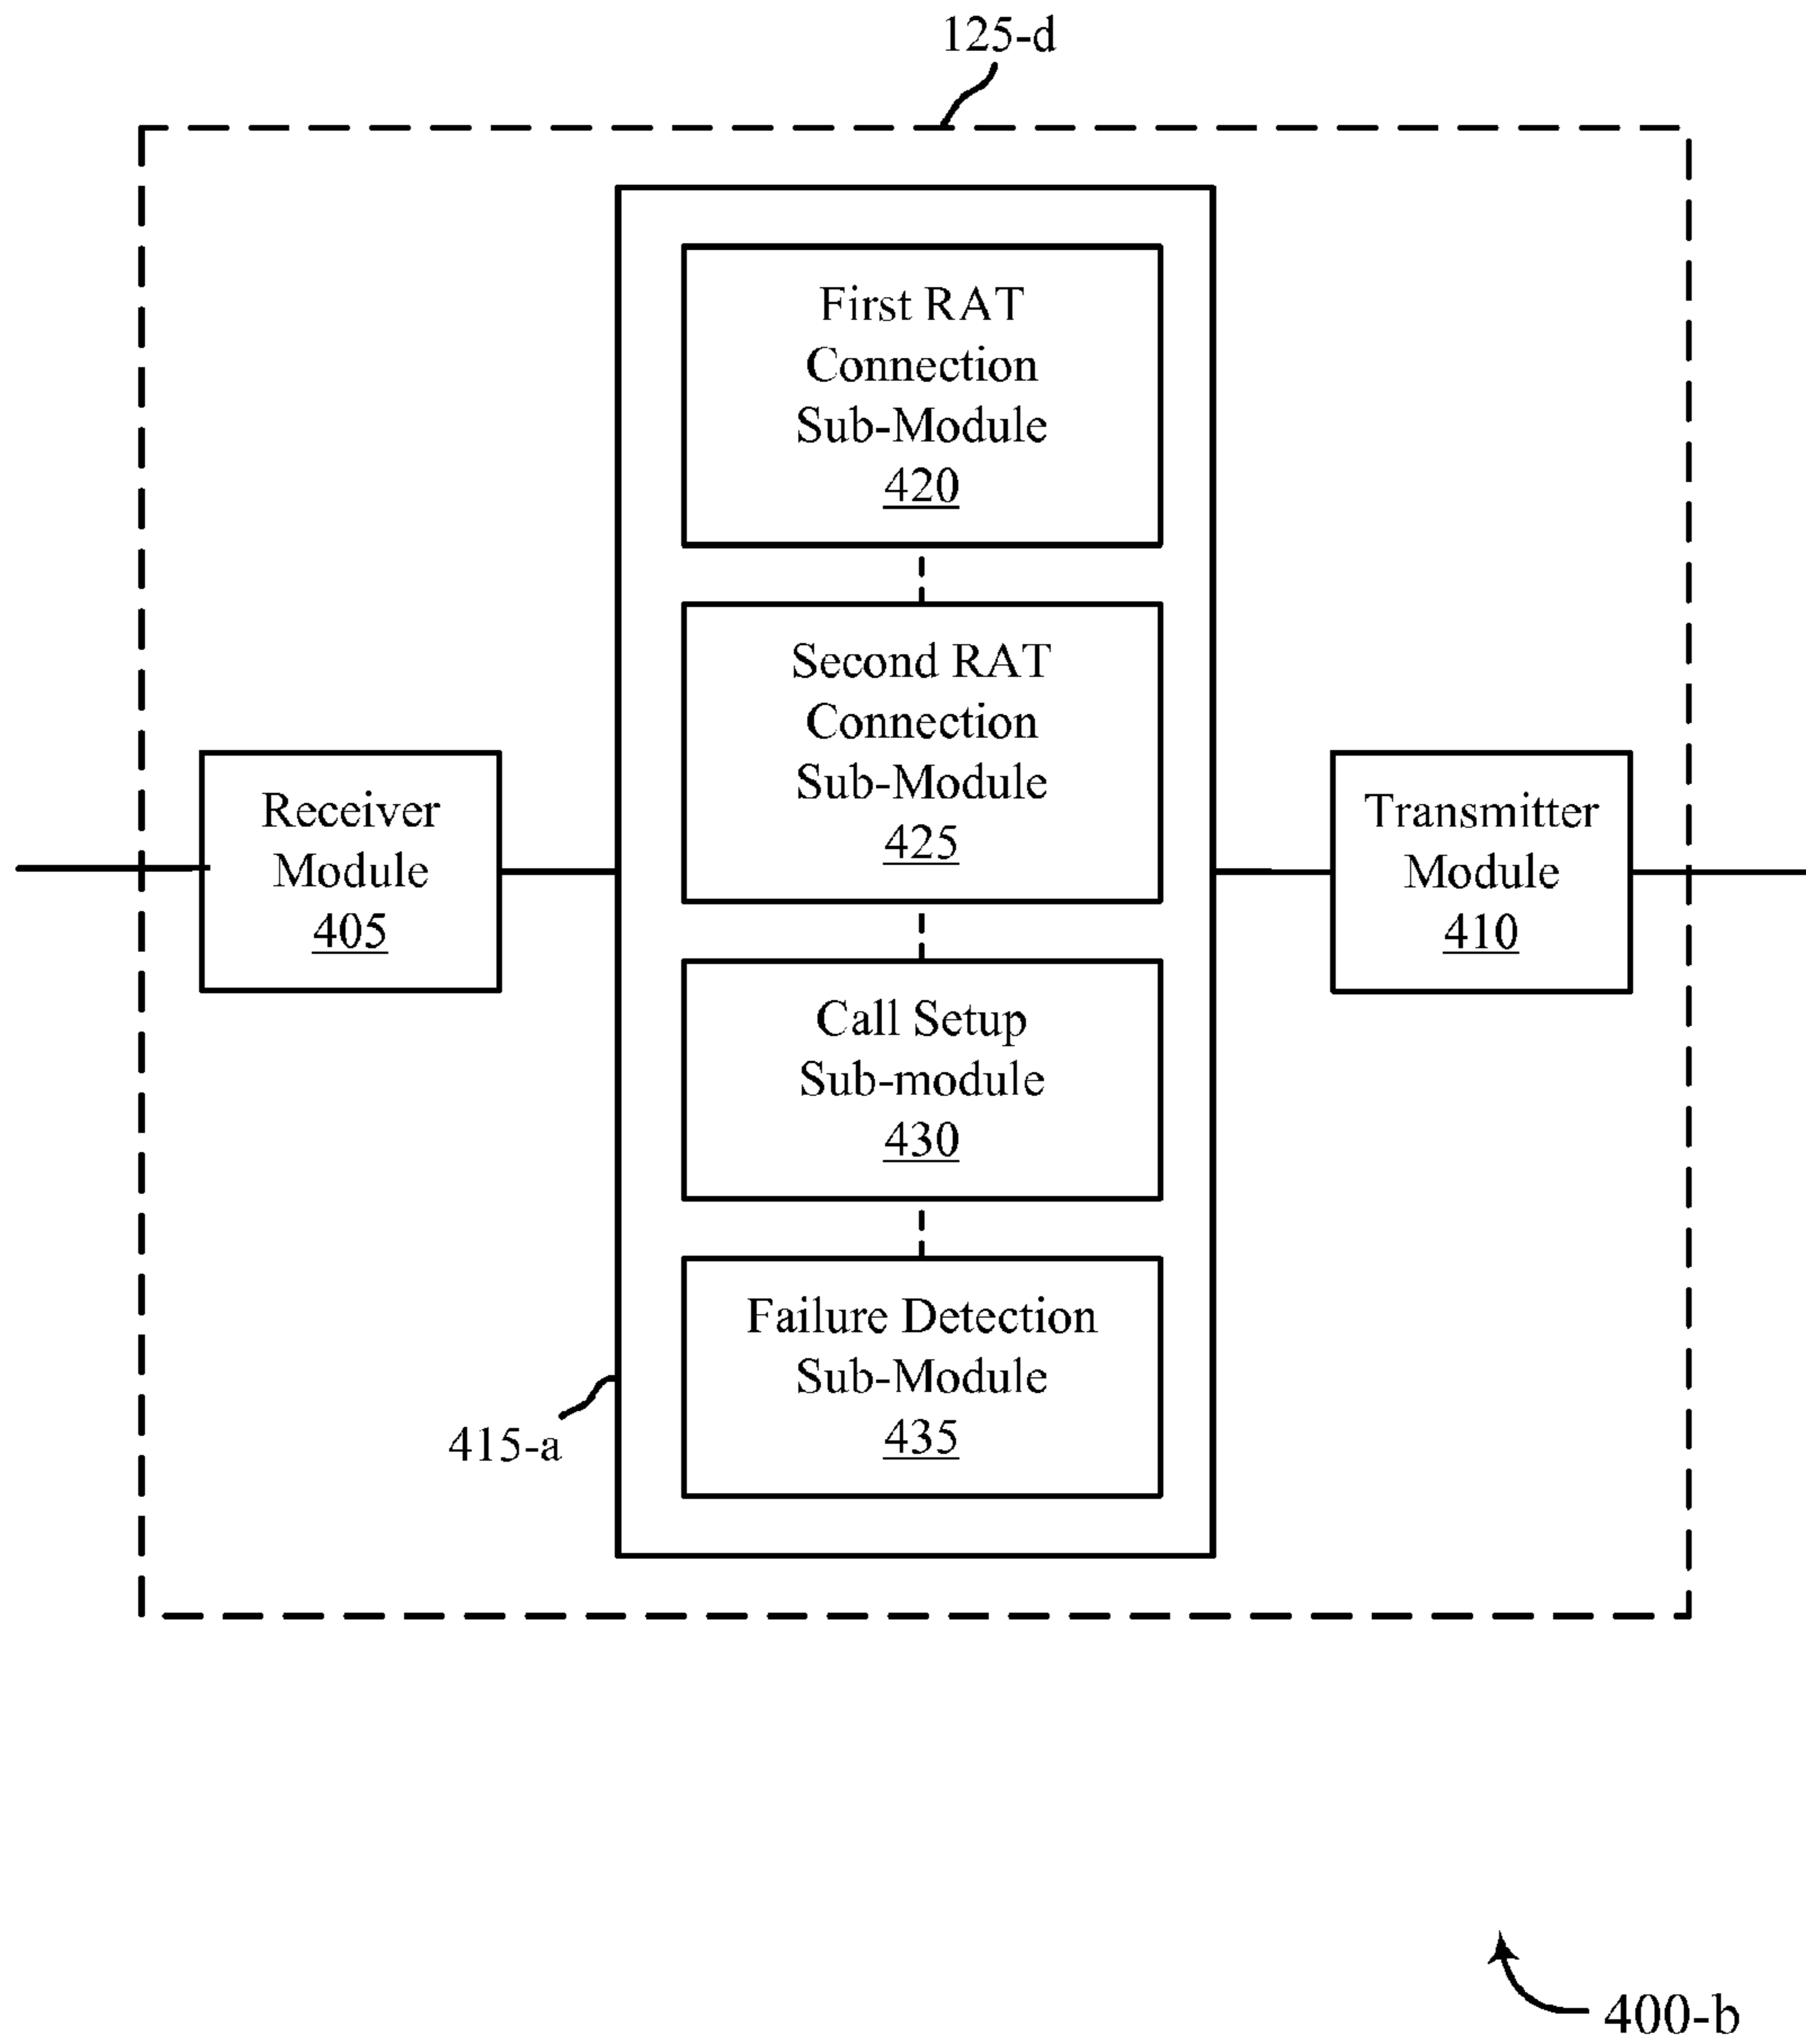 125-d
First RAT
Connection
Sub-Module
420
Second RAT
Connection
Sub-Module
425
Receiver
Module
405
Transmitter
Module
410
Call Setup
Sub-module
430
Failure Detection
Sub-Module
435
415-a
400-b